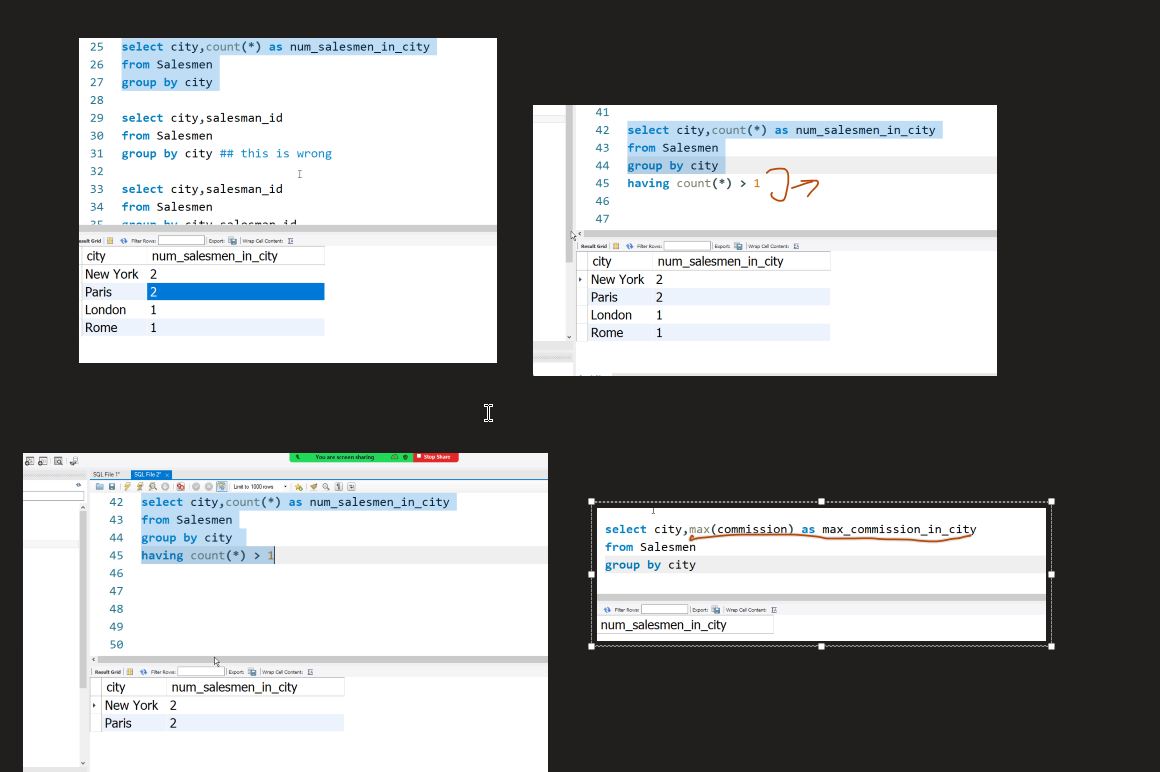 25 select city,count(*) as num_salesmen_in_city
26 from Salesmen
27 group by city
28
29 select city,salesman_id
30 from Salesmen
31 group by city ## this is wrong
32
33 select city,salesman_id
34 from Salesmen
35 group by city,salesman_id
Result Grid Filter Rows: Export: Wrap Cell Content:
city num_salesmen_in_city
New York 2
Paris 2
London 1
Rome 1
41
42 select city,count(*) as num_salesmen_in_city
43 from Salesmen
44 group by city
45 having count(*) > 1
46
47
Result Grid Filter Rows: Export: Wrap Cell Content:
city num_salesmen_in_city
New York 2
Paris 2
London 1
Rome 1
You are screen sharing Stop Share
SQL File 1* SQL File 2*
Limit to 1000 rows
42 select city,count(*) as num_salesmen_in_city
43 from Salesmen
44 group by city
45 having count(*) > 1
46
47
48
49
50
Result Grid Filter Rows: Export: Wrap Cell Content:
city num_salesmen_in_city
New York 2
Paris 2
select city,max(commission) as max_commission_in_city
from Salesmen
group by city
Filter Rows: Export: Wrap Cell Content:
num_salesmen_in_city